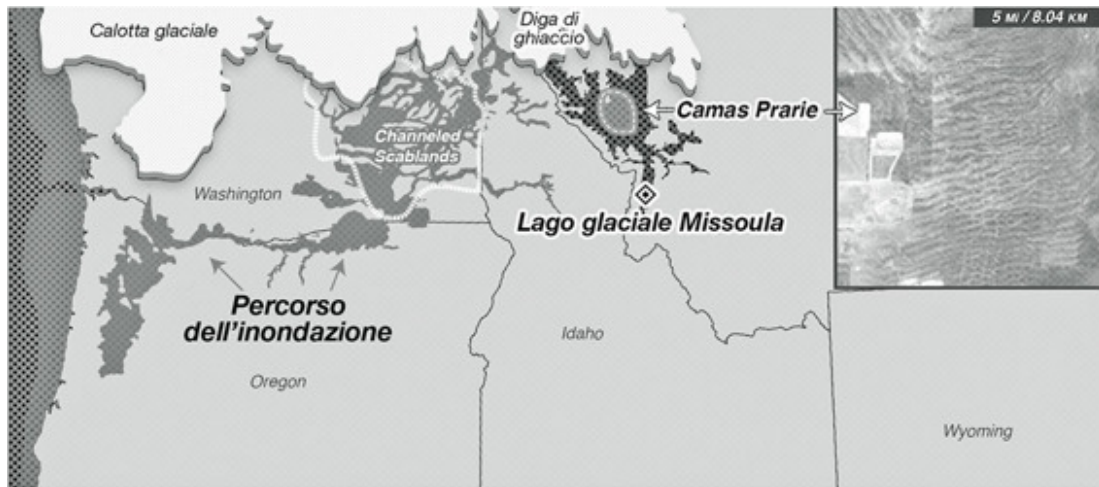 Calotta glaciale
Diga di
ghiaccio
5 MI / 8.04 KM
Camas Prarie
Channeled
Scablands
Washington
Lago glaciale Missoula
Percorso
dell'inondazione
Oregon
Idaho
Wyoming